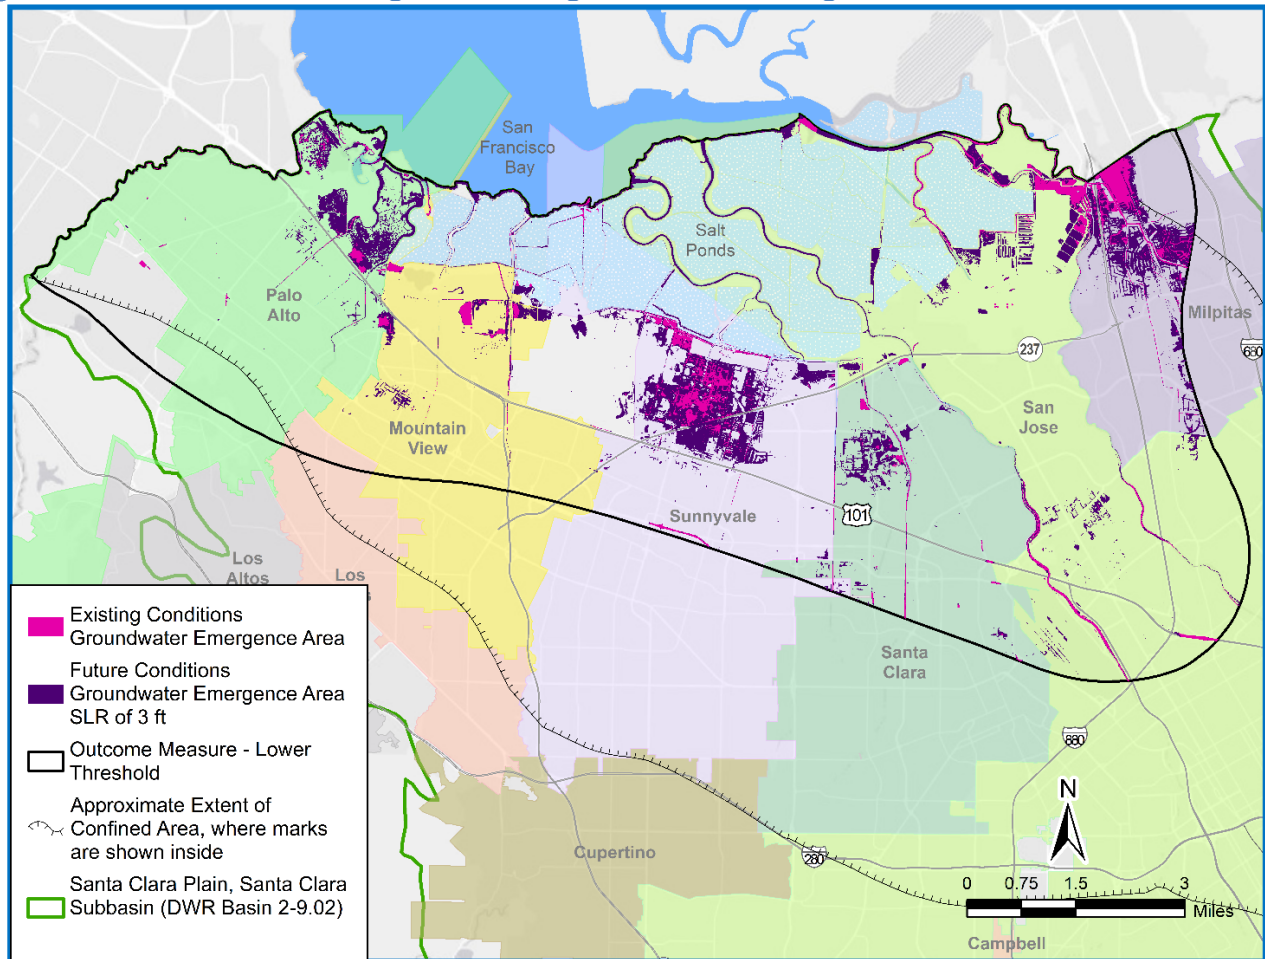 San
Francisco
Bay
Salt
Ponds
Palo
Alto
Milpitas
680
237
San
Jose
Mountain
View
Sunnyvale
101
Los
Altos
Los
Santa
Clara
880
Cupertino
280
Campbell
Existing Conditions
Groundwater Emergence Area
Future Conditions
Groundwater Emergence Area
SLR of 3 ft
Outcome Measure - Lower
Threshold
Approximate Extent of
Confined Area, where marks
are shown inside
Santa Clara Plain, Santa Clara
Subbasin (DWR Basin 2-9.02)
N
0 0.75 1.5 3
Miles